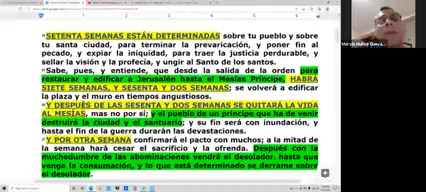 ²⁴ SETENTA SEMANAS ESTÁN DETERMINADAS sobre tu pueblo y sobre
tu santa ciudad, para terminar la prevaricación, y poner fin al
pecado, y expiar la iniquidad, para traer la justicia perdurable, y
sellar la visión y la profecía, y ungir al Santo de los santos.
²⁵ Sabe, pues, y entiende, que desde la salida de la orden para
restaurar y edificar a Jerusalén hasta el Mesías Príncipe, HABRÁ
SIETE SEMANAS, Y SESENTA Y DOS SEMANAS; se volverá a edificar
la plaza y el muro en tiempos angustiosos.
²⁶ Y DESPUÉS DE LAS SESENTA Y DOS SEMANAS SE QUITARÁ LA VIDA
AL MESÍAS, mas no por sí; y el pueblo de un príncipe que ha de venir
destruirá la ciudad y el santuario; y su fin será con inundación, y
hasta el fin de la guerra durarán las devastaciones.
²⁷ Y POR OTRA SEMANA confirmará el pacto con muchos; a la mitad de
la semana hará cesar el sacrificio y la ofrenda. Después con la
muchedumbre de las abominaciones vendrá el desolador, hasta que
venga la consumación, y lo que está determinado se derrame sobre
el desolador.